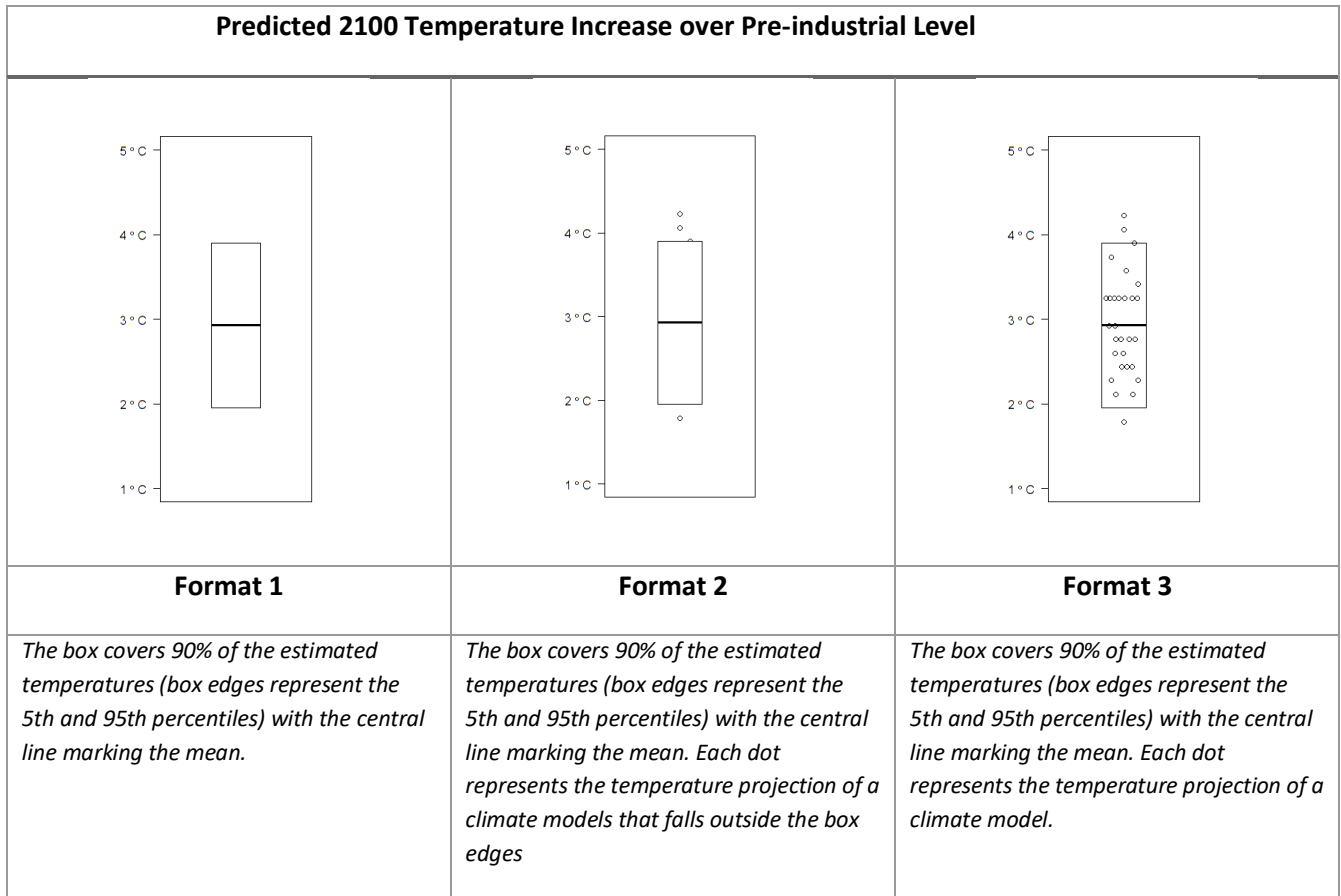 Predicted 2100 Temperature Increase over Pre-industrial Level
5 ° C
4 ° C
3 ° C
2 ° C
1 ° C
5 ° C
4 ° C
3 ° C
2 ° C
1 ° C
5 ° C
4 ° C
3 ° C
2 ° C
1 ° C
Format 1
Format 2
Format 3
The box covers 90% of the estimated
temperatures (box edges represent the
5th and 95th percentiles) with the central
line marking the mean.
The box covers 90% of the estimated
temperatures (box edges represent the
5th and 95th percentiles) with the central
line marking the mean. Each dot
represents the temperature projection of a
climate models that falls outside the box
edges
The box covers 90% of the estimated
temperatures (box edges represent the
5th and 95th percentiles) with the central
line marking the mean. Each dot
represents the temperature projection of a
climate model.